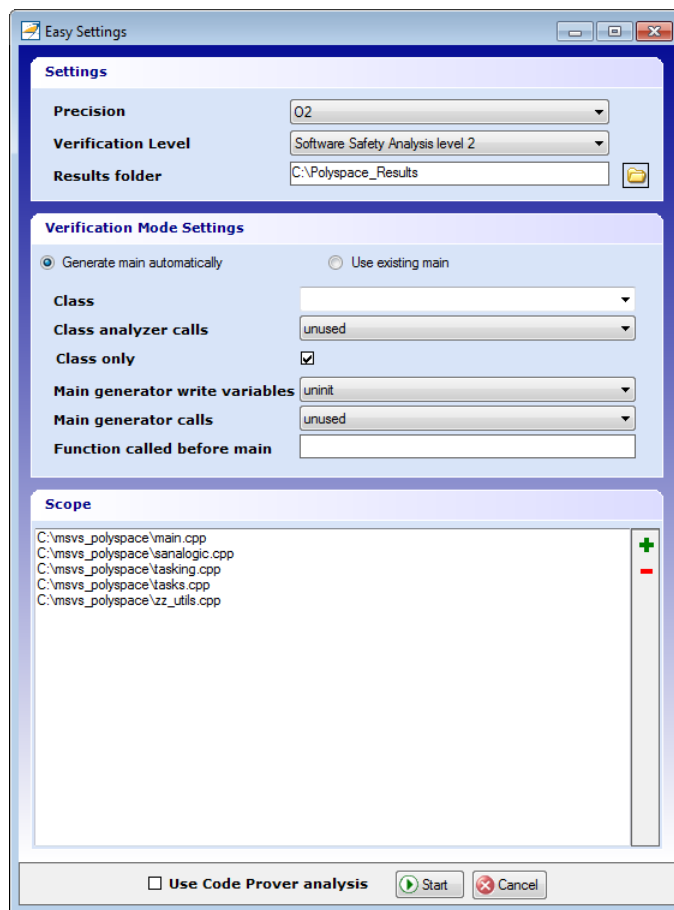 Easy Settings
Settings
Precision O2
Verification Level Software Safety Analysis level 2
Results folder C:\Polyspace_Results
Verification Mode Settings
Generate main automatically Use existing main
Class
Class analyzer calls unused
Class only
Main generator write variables uninit
Main generator calls unused
Function called before main
Scope
C:\msvs_polyspace\main.cpp
C:\msvs_polyspace\sanalogic.cpp
C:\msvs_polyspace\tasking.cpp
C:\msvs_polyspace\tasks.cpp
C:\msvs_polyspace\zz_utils.cpp
Use Code Prover analysis Start Cancel